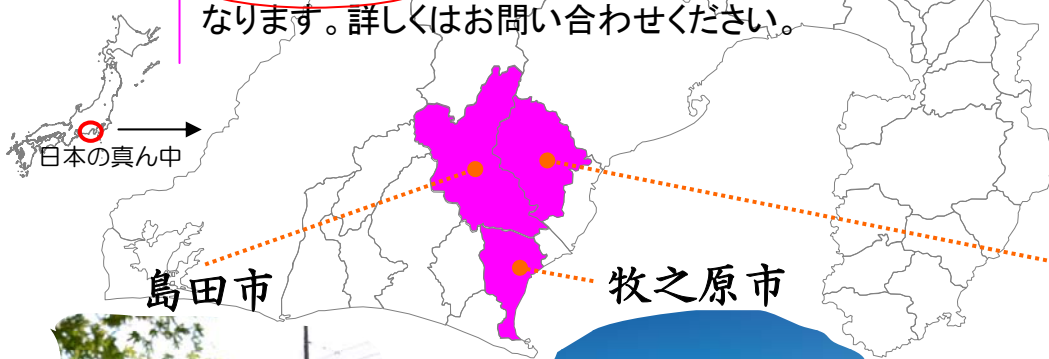 なります。詳しくはお問い合わせください。
日本の真ん中
島田市
牧之原市